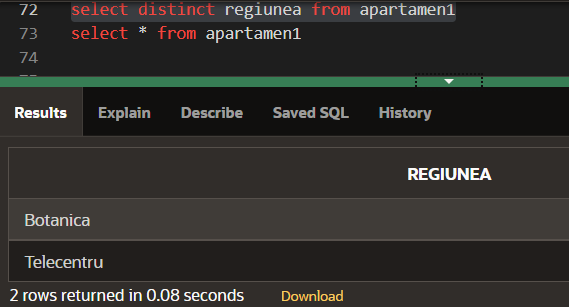 72 select distinct regiunea from apartamen1
73 select * from apartamen1
74
Results Explain Describe Saved SQL History
REGIUNEA
Botanica
Telecentru
2 rows returned in 0.08 seconds Download